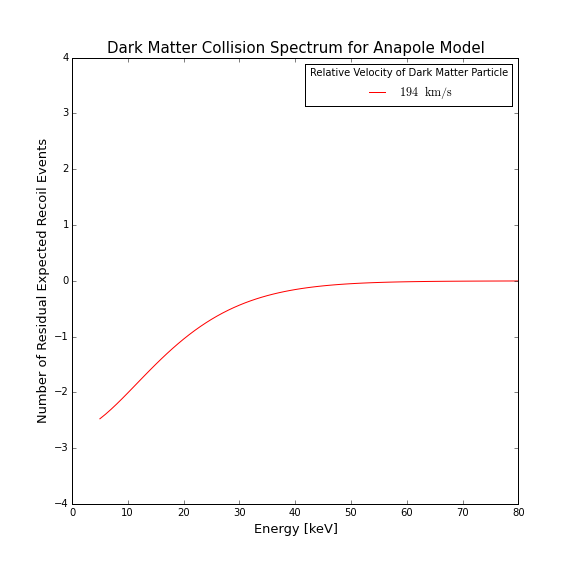 Dark Matter Collision Spectrum for Anapole Model
Relative Velocity of Dark Matter Particle
194 km/s
Number of Residual Expected Recoil Events
4
3
2
1
0
−1
−2
−3
−4
0 10 20 30 40 50 60 70 80
Energy [keV]